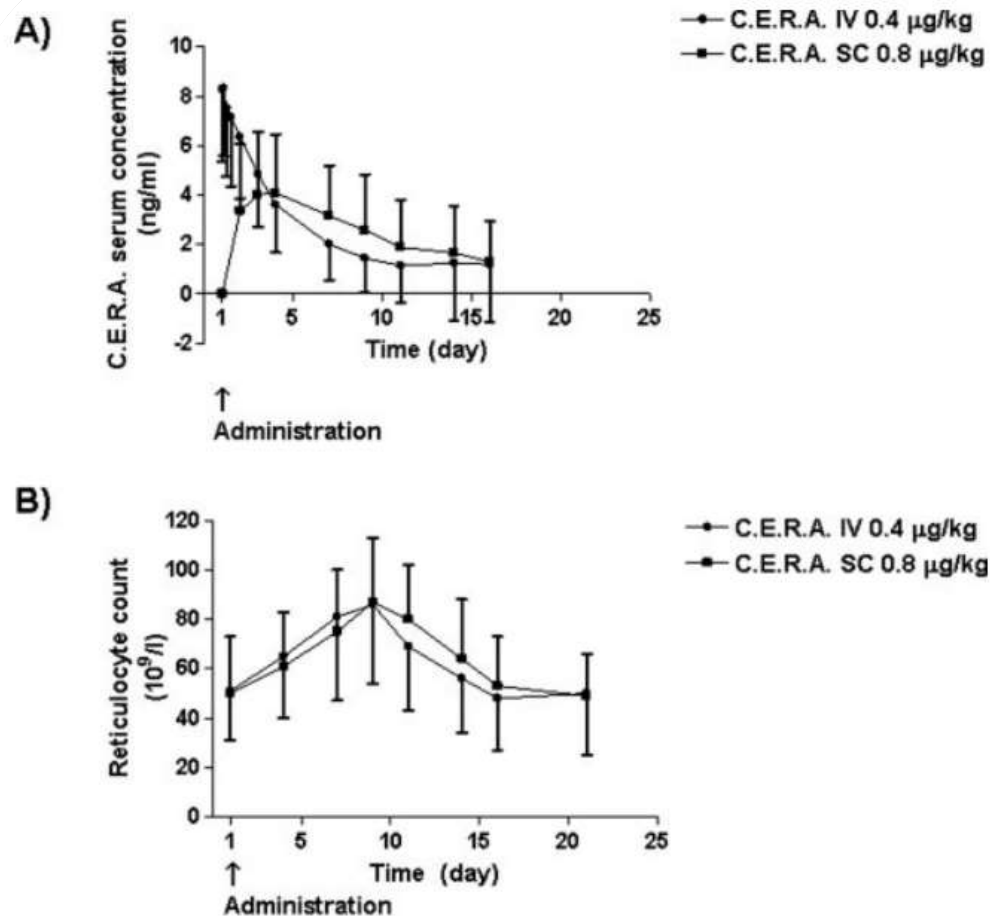 A)
C.E.R.A. IV 0.4 µg/kg
C.E.R.A. SC 0.8 µg/kg
C.E.R.A. serum concentration
(ng/ml)
10
8
6
4
2
0
-2
1 5 10 15 20 25
Time (day)
↑
Administration
B)
C.E.R.A. IV 0.4 µg/kg
C.E.R.A. SC 0.8 µg/kg
Reticulocyte count
(10⁹/l)
120
100
80
60
40
20
0
1 5 10 15 20 25
Time (day)
↑
Administration